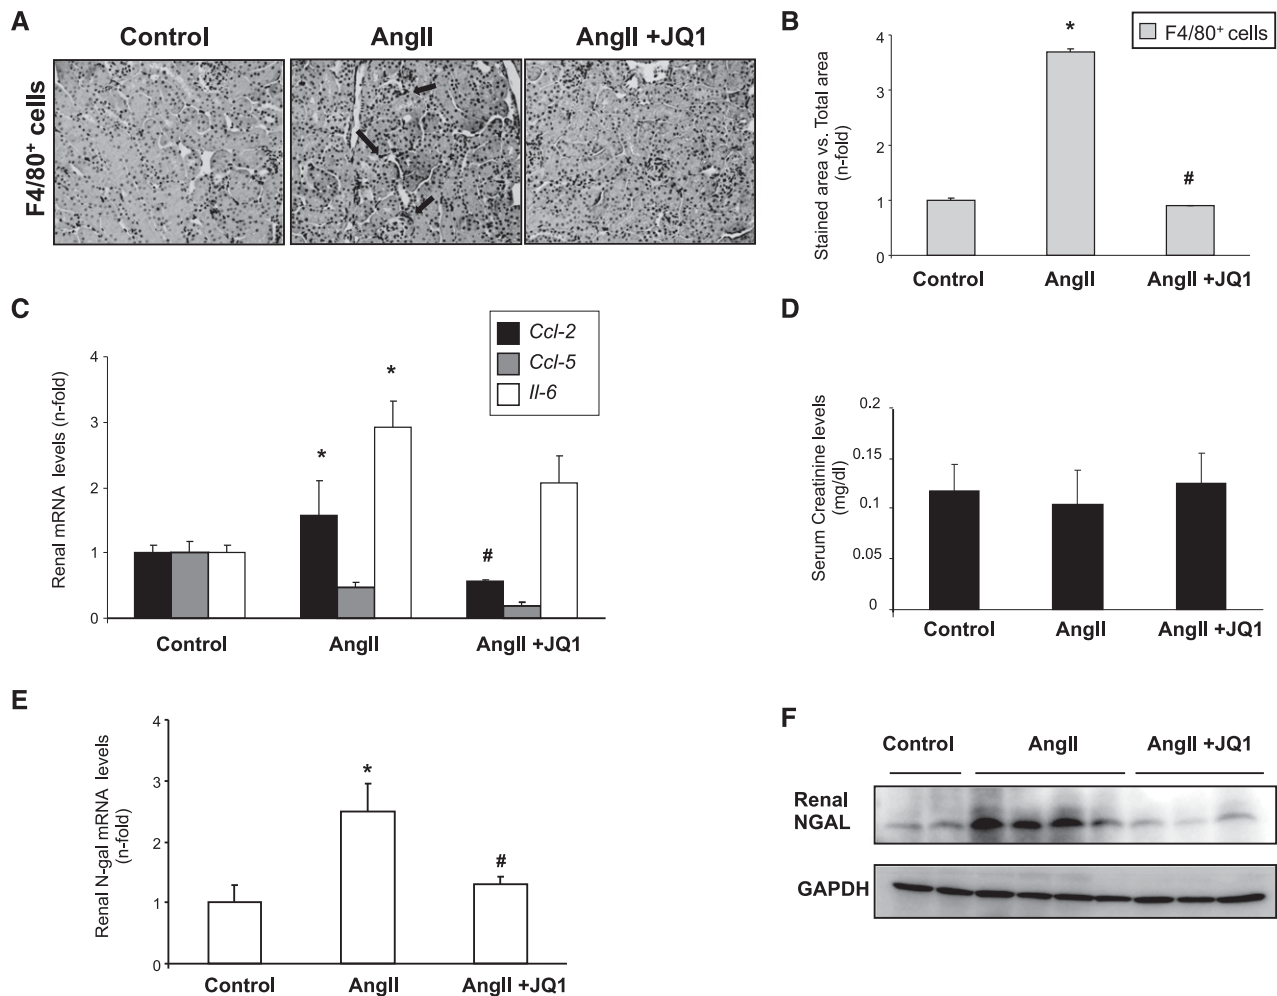 A
Control
AngII
AngII +JQ1
F4/80⁺ cells
B
F4/80⁺ cells
Stained area vs. Total area
(n-fold)
4
3
2
1
0
*
#
Control
AngII
AngII +JQ1
C
Ccl-2
Ccl-5
Il-6
Renal mRNA levels (n-fold)
4
3
2
1
0
*
*
#
Control
AngII
AngII +JQ1
D
Serum Creatinine levels
(mg/dl)
0.2
0.15
0.1
0.05
0
Control
AngII
AngII +JQ1
E
Renal N-gal mRNA levels
(n-fold)
4
3
2
1
0
*
#
Control
AngII
AngII +JQ1
F
Control
AngII
AngII +JQ1
Renal
NGAL
GAPDH